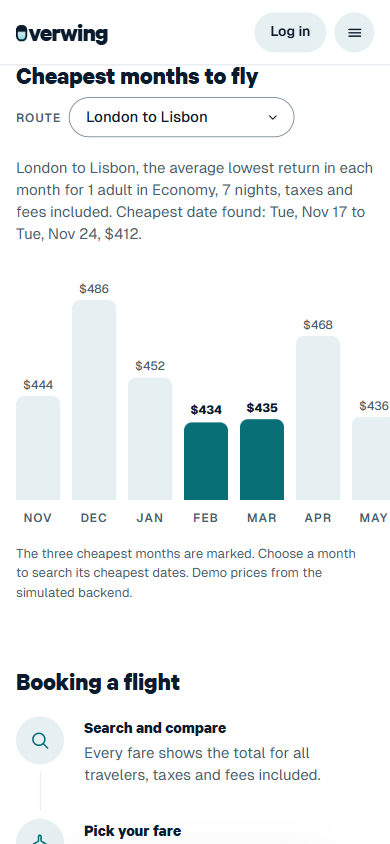 verwing
Log in
Cheapest months to fly
ROUTE
London to Lisbon
London to Lisbon, the average lowest return in each
month for 1 adult in Economy, 7 nights, taxes and
fees included. Cheapest date found: Tue, Nov 17 to
Tue, Nov 24, $412.
$444
$486
$452
$434
$435
$468
$436
NOV
DEC
JAN
FEB
MAR
APR
MAY
The three cheapest months are marked. Choose a month
to search its cheapest dates. Demo prices from the
simulated backend.
Booking a flight
Search and compare
Every fare shows the total for all
travelers, taxes and fees included.
Pick your fare